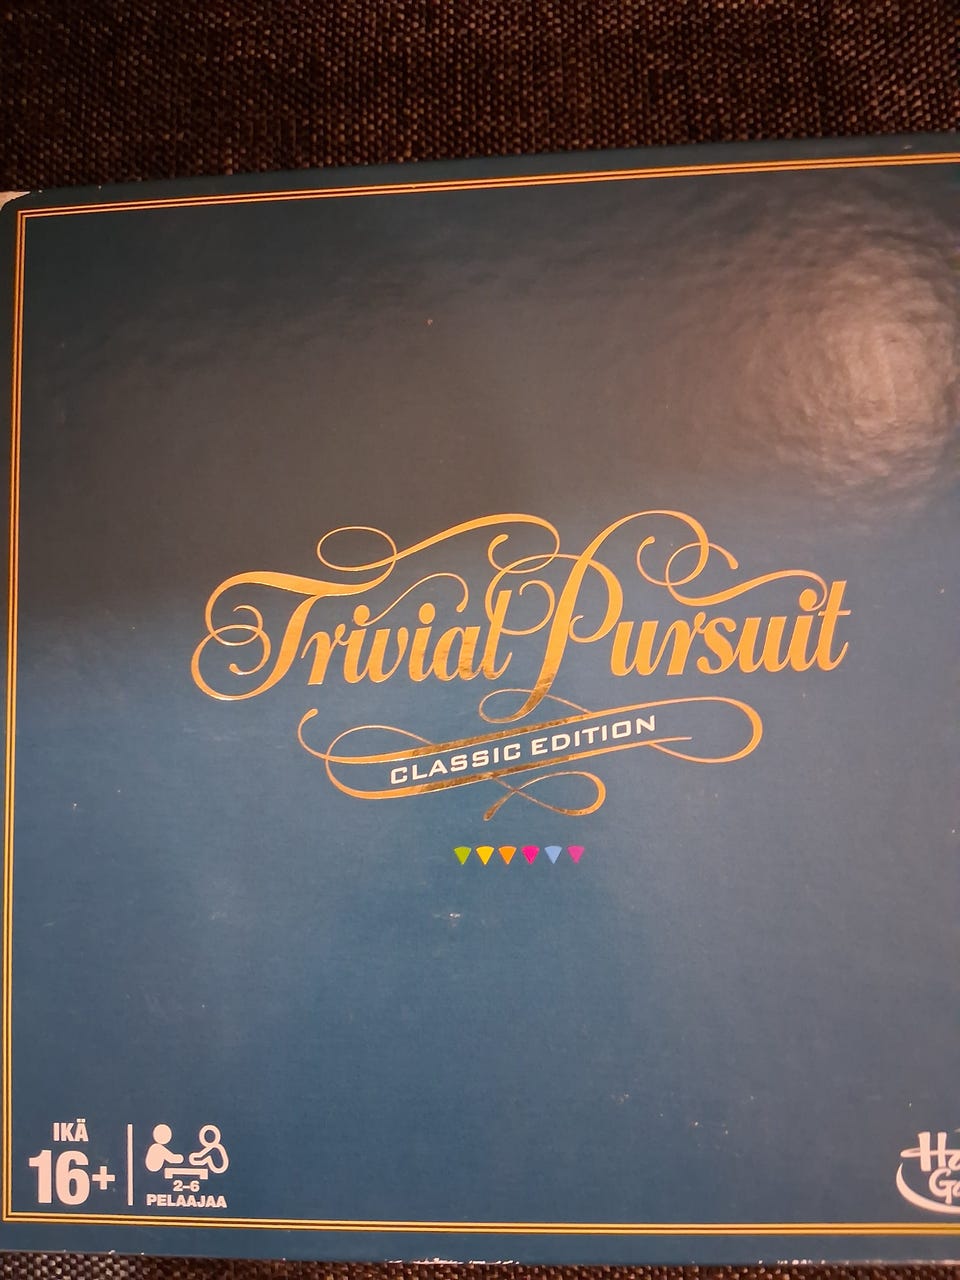 Trivial Pursuit
CLASSIC EDITION
IKÄ
16+
2-6
PELAAJAA